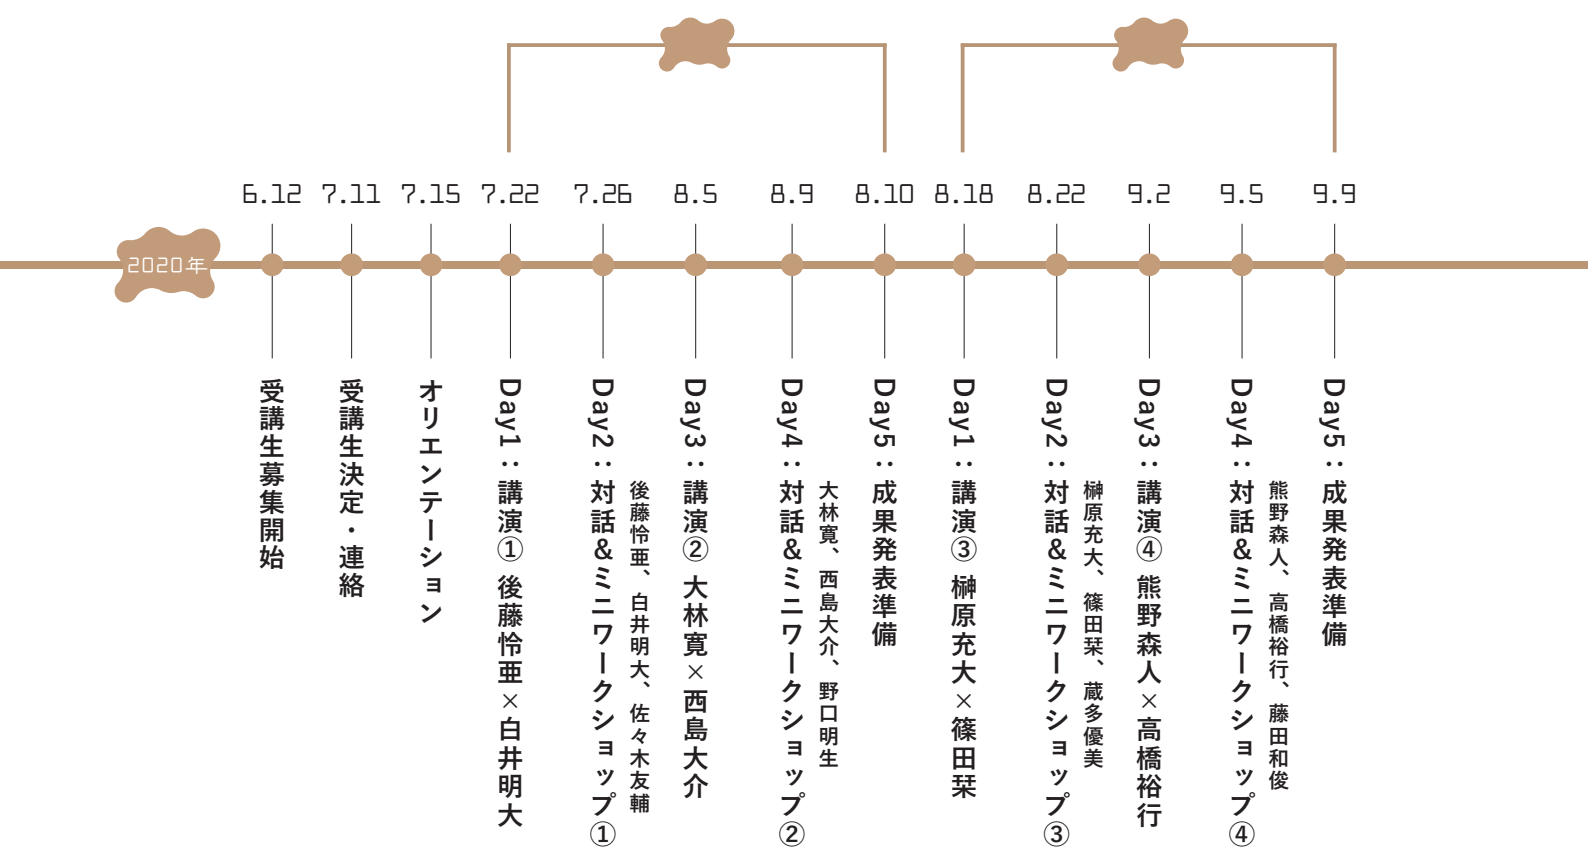 2020年
6.12
受講生募集開始
7.11
受講生決定・連絡
7.15
オリエンテーション
7.22
Day1：講演① 後藤怜亜×白井明大
7.26
Day2：対話＆ミニワークショップ①
後藤怜亜、白井明大、佐々木友輔
8.5
Day3：講演② 大林寛×西島大介
8.9
Day4：対話＆ミニワークショップ②
大林寛、西島大介、野口明生
8.10
Day5：成果発表準備
8.18
Day1：講演③ 榊原充大×篠田栞
8.22
Day2：対話＆ミニワークショップ③
榊原充大、篠田栞、蔵多優美
9.2
Day3：講演④ 熊野森人×高橋裕行
9.5
Day4：対話＆ミニワークショップ④
熊野森人、高橋裕行、藤田和俊
9.9
Day5：成果発表準備